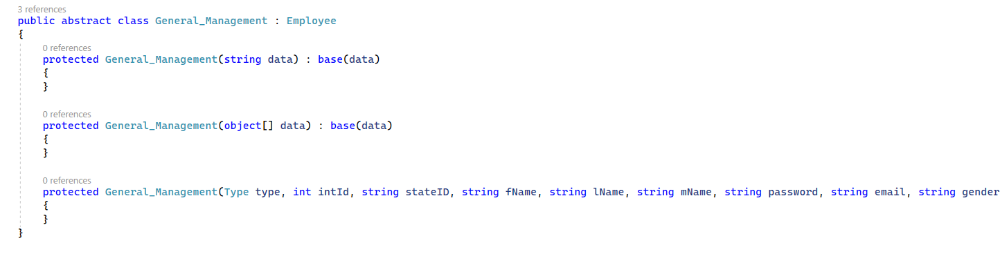 3 references
public abstract class General_Management : Employee
{
0 references
protected General_Management(string data) : base(data)
{
}
0 references
protected General_Management(object[] data) : base(data)
{
}
0 references
protected General_Management(Type type, int intId, string stateID, string fName, string lName, string mName, string password, string email, string gender
{
}
}